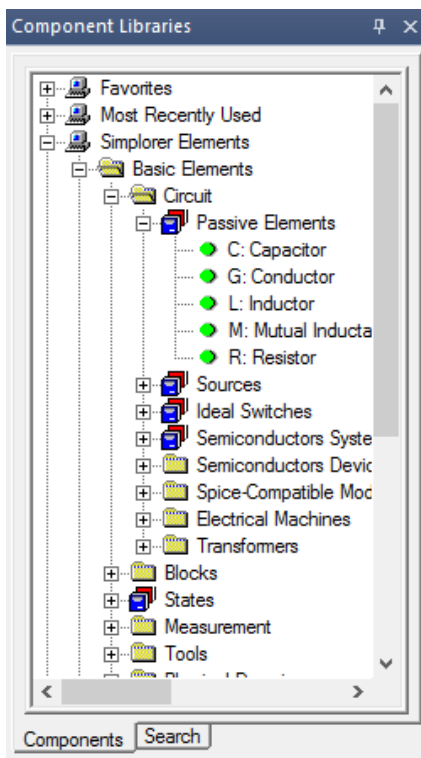 Component Libraries
Favorites
Most Recently Used
Simplorer Elements
Basic Elements
Circuit
Passive Elements
C: Capacitor
G: Conductor
L: Inductor
M: Mutual Inducta
R: Resistor
Sources
Ideal Switches
Semiconductors Syste
Semiconductors Devic
Spice-Compatible Mod
Electrical Machines
Transformers
Blocks
States
Measurement
Tools
Components Search